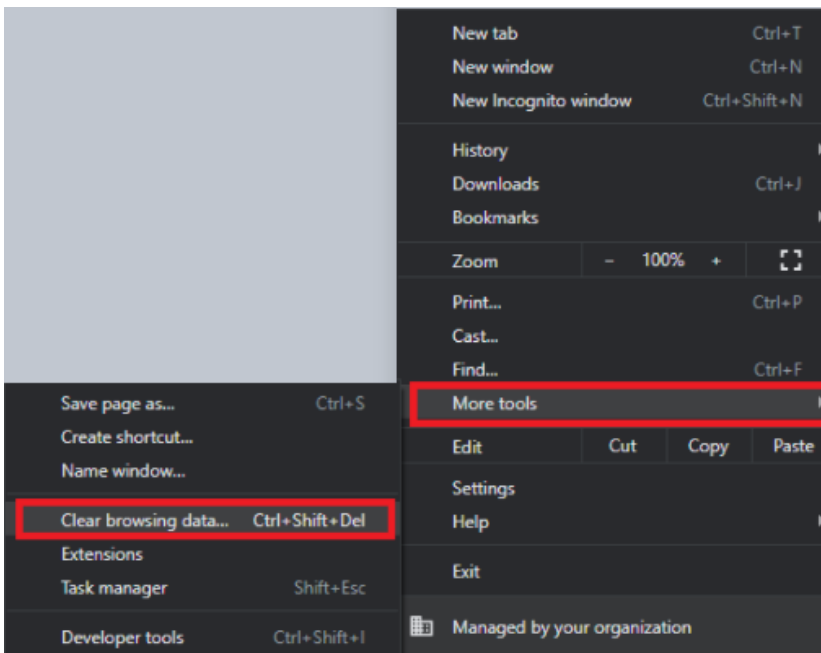 New tab Ctrl+T
New window Ctrl+N
New Incognito window Ctrl+Shift+N
History
Downloads Ctrl+J
Bookmarks
Zoom - 100% +
Print... Ctrl+P
Cast...
Find... Ctrl+F
More tools
Edit Cut Copy Paste
Settings
Help
Exit
Managed by your organization
Save page as... Ctrl+S
Create shortcut...
Name window...
Clear browsing data... Ctrl+Shift+Del
Extensions
Task manager Shift+Esc
Developer tools Ctrl+Shift+I